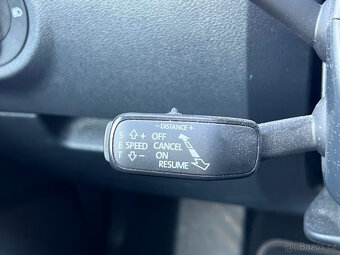 - DISTANCE +
S ⇧ + OFF
E SPEED CANCEL
⇩ - ON
RESUME